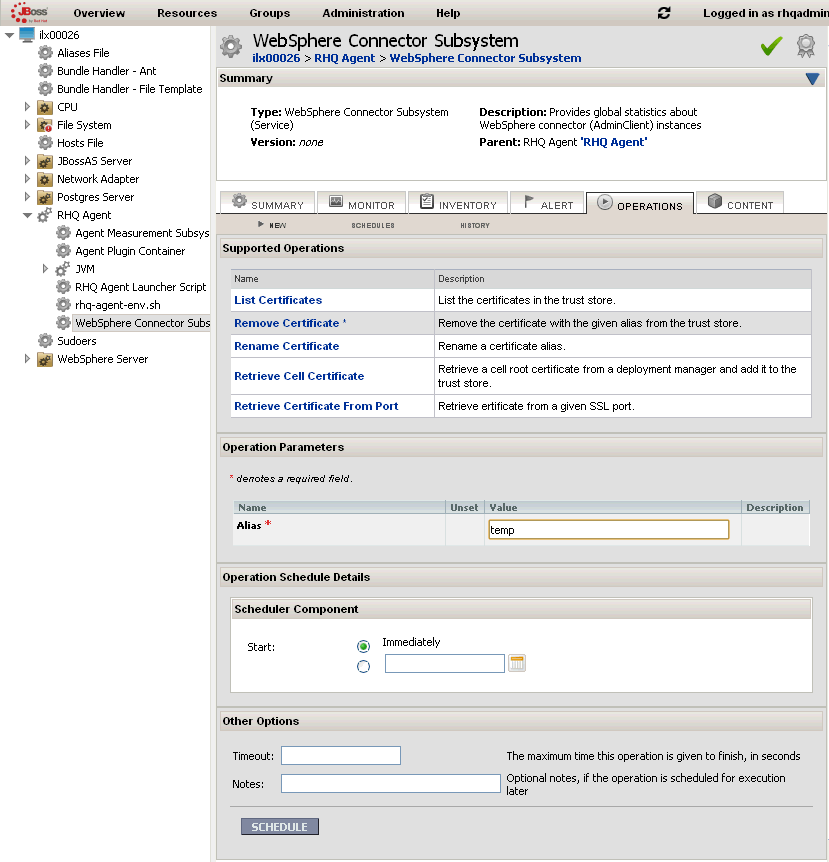 JBoss by Red Hat Overview Resources Groups Administration Help Logged in as rhqadmin
ilx00026
Aliases File
Bundle Handler - Ant
Bundle Handler - File Template
CPU
File System
Hosts File
JBossAS Server
Network Adapter
Postgres Server
RHQ Agent
Agent Measurement Subsys
Agent Plugin Container
JVM
RHQ Agent Launcher Script
rhq-agent-env.sh
WebSphere Connector Subs
Sudoers
WebSphere Server
WebSphere Connector Subsystem
ilx00026 > RHQ Agent > WebSphere Connector Subsystem
Summary
Type: WebSphere Connector Subsystem
(Service)
Version: none
Description: Provides global statistics about
WebSphere connector (AdminClient) instances
Parent: RHQ Agent 'RHQ Agent'
SUMMARY MONITOR INVENTORY ALERT OPERATIONS CONTENT
NEW SCHEDULES HISTORY
Supported Operations
Name Description
List Certificates List the certificates in the trust store.
Remove Certificate * Remove the certificate with the given alias from the trust store.
Rename Certificate Rename a certificate alias.
Retrieve Cell Certificate Retrieve a cell root certificate from a deployment manager and add it to the
trust store.
Retrieve Certificate From Port Retrieve ertificate from a given SSL port.
Operation Parameters
* denotes a required field.
Name Unset Value Description
Alias * temp
Operation Schedule Details
Scheduler Component
Start: Immediately
Other Options
Timeout: The maximum time this operation is given to finish, in seconds
Notes: Optional notes, if the operation is scheduled for execution
later
SCHEDULE